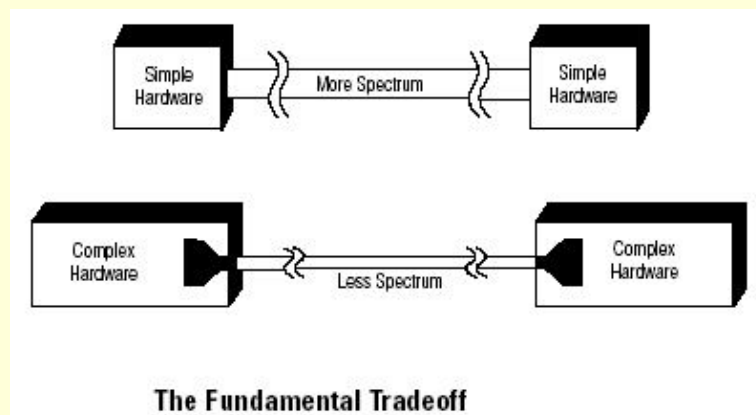 Simple
Hardware
More Spectrum
Simple
Hardware
Complex
Hardware
Less Spectrum
Complex
Hardware
The Fundamental Tradeoff